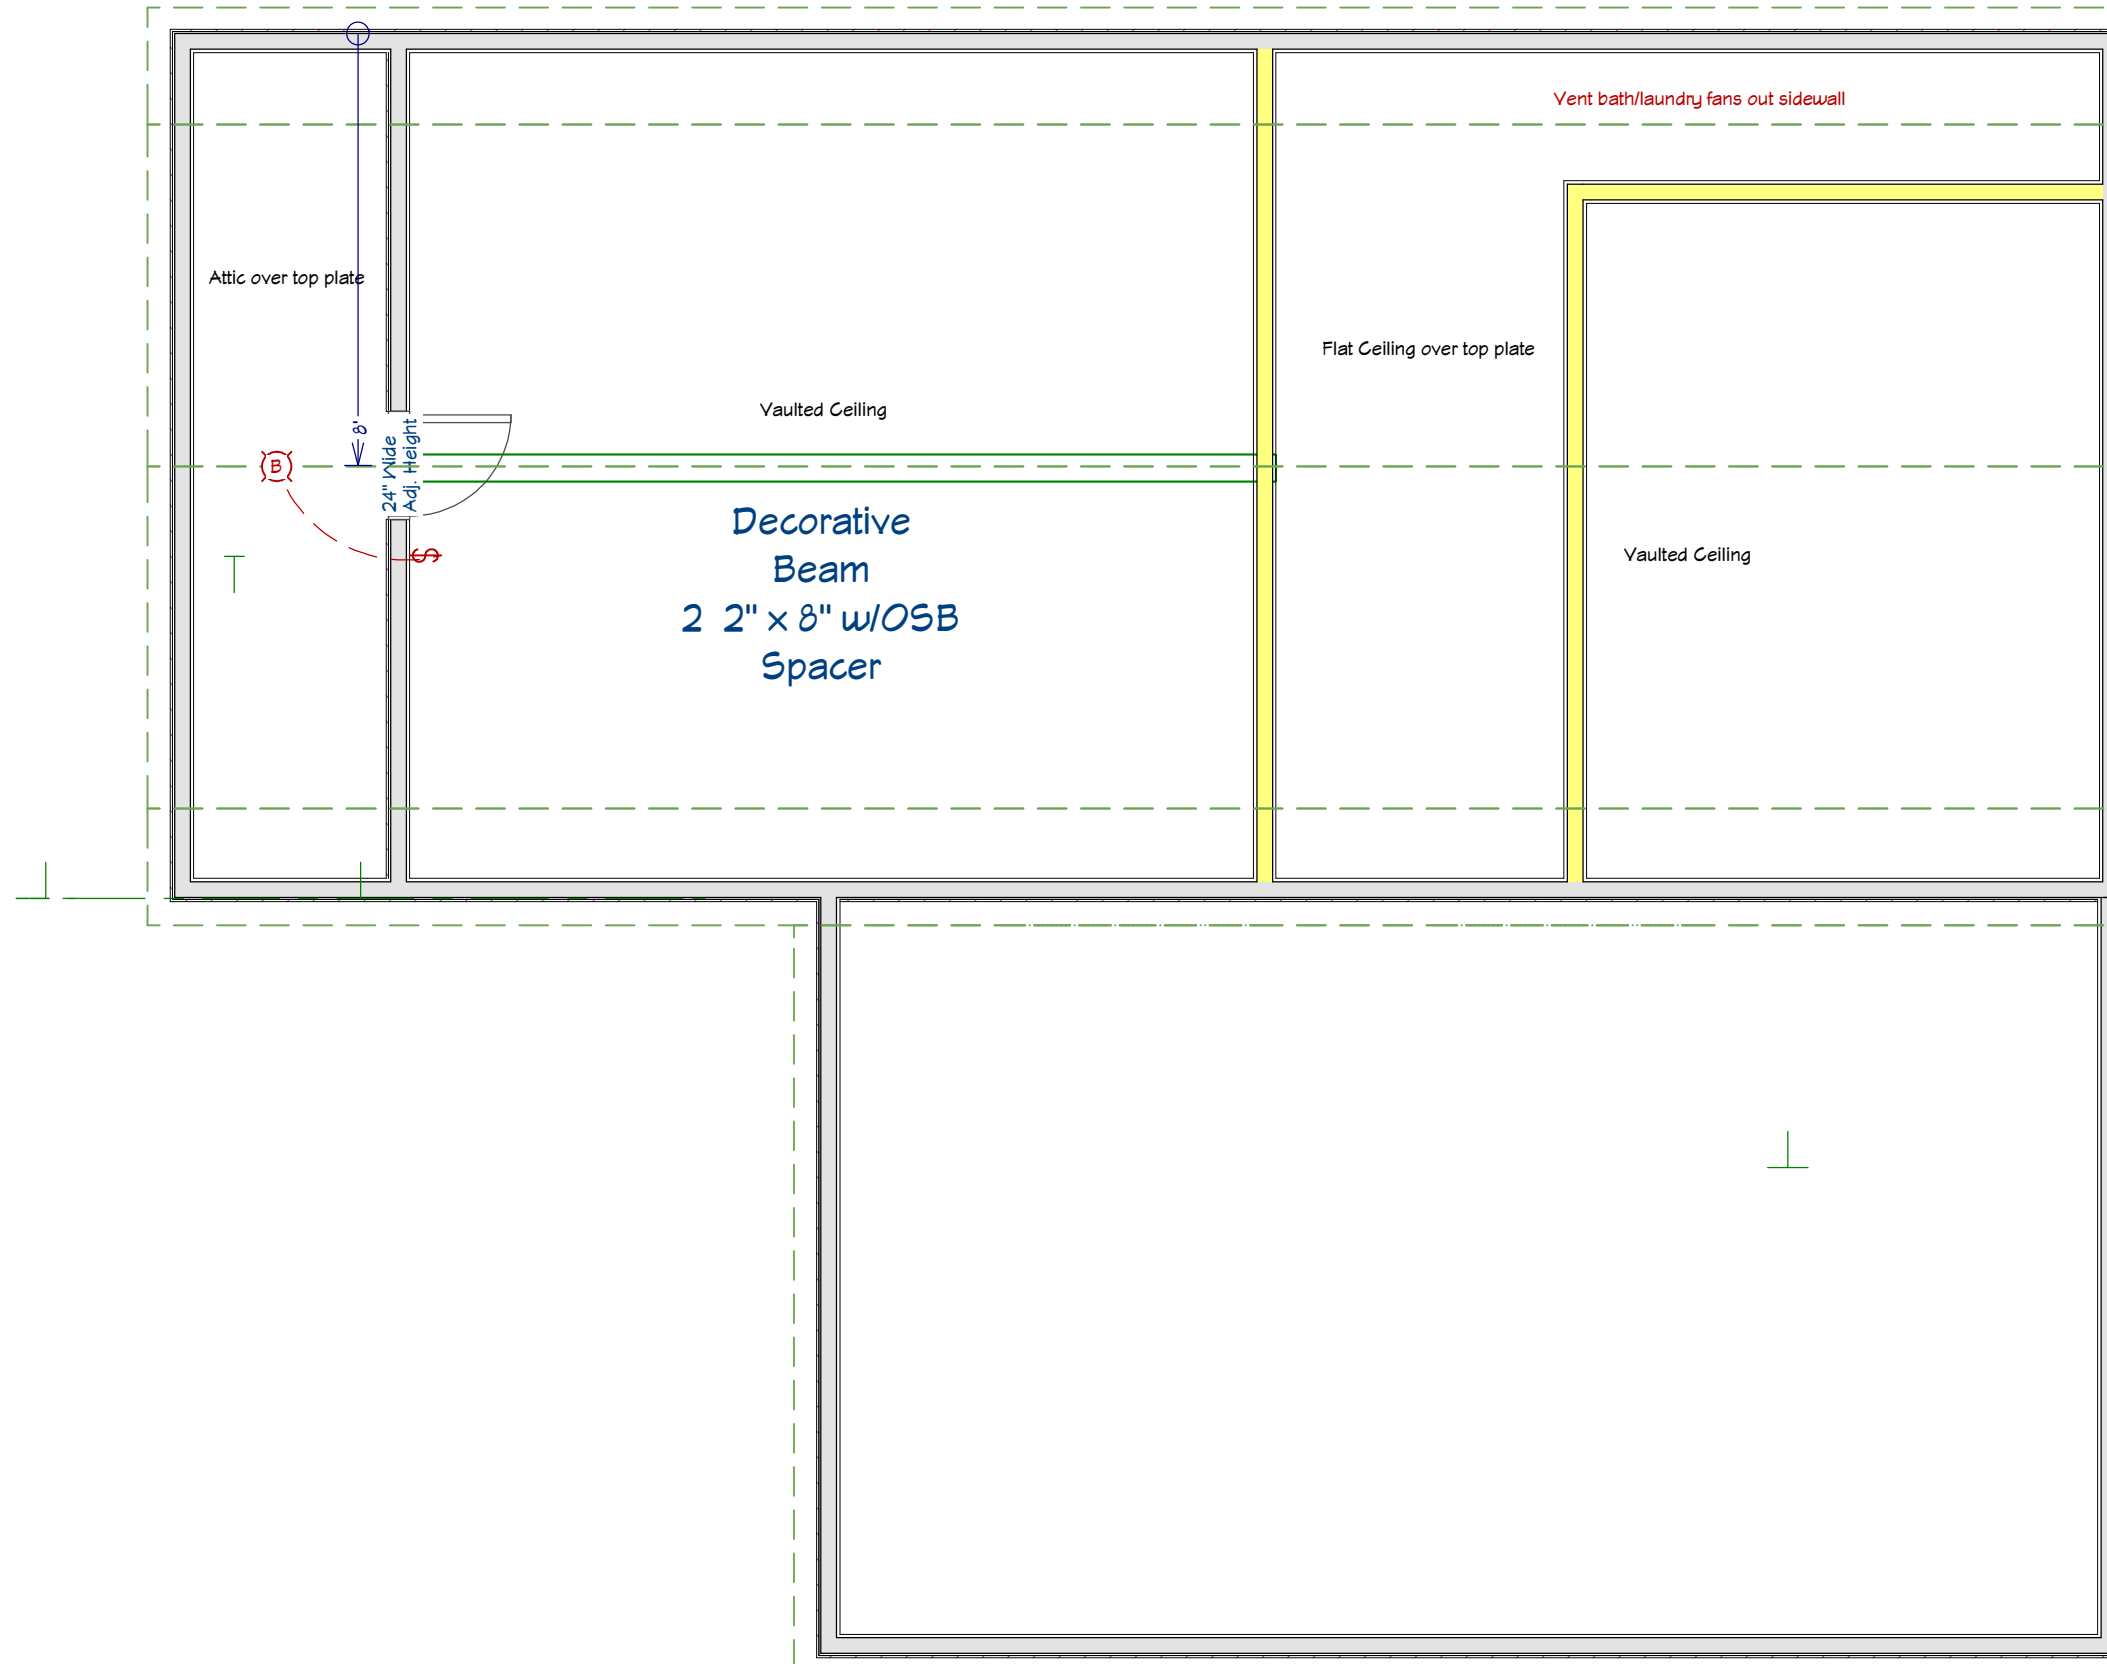 Vent bath/laundry fans out sidewall
Attic over top plate
Flat Ceiling over top plate
Vaulted Ceiling
8'
24" Wide
Adj. Height
B
$
Decorative
Beam
2  2" x 8" w/OSB
Spacer
Vaulted Ceiling